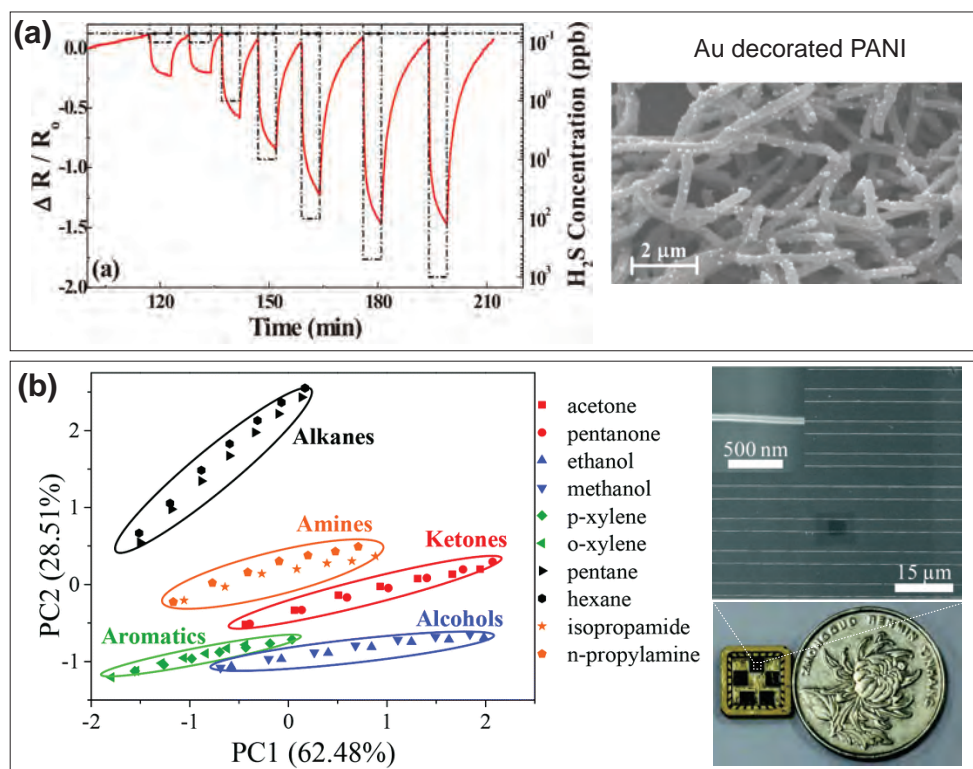 (a)
0.0
-0.5
-1.0
-1.5
-2.0
Δ R / R₀
(a)
120
150
180
210
Time (min)
10⁻¹
10⁰
10¹
10²
10³
H₂S Concentration (ppb)
Au decorated PANI
2 µm
(b)
2
1
0
-1
PC2 (28.51%)
Alkanes
Amines
Ketones
Aromatics
Alcohols
-2
-1
0
1
2
PC1 (62.48%)
acetone
pentanone
ethanol
methanol
p-xylene
o-xylene
pentane
hexane
isopropamide
n-propylamine
500 nm
15 µm